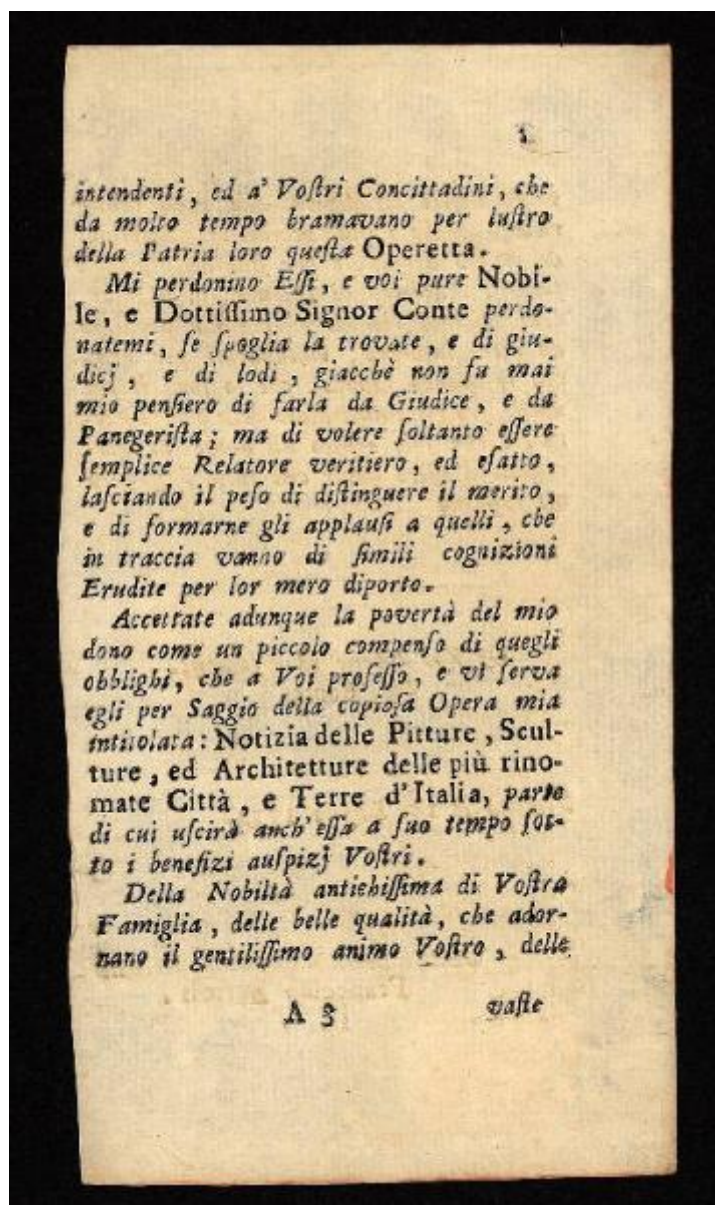 intendenti, ed a' Voſtri Concittadini, che
da molto tempo bramavano per luſtro
della Patria loro queſta Operetta.
Mi perdonino Eſſi, e voi pure Nobi-
le, e Dottiſſimo Signor Conte perdo-
natemi, ſe ſpoglia la trovate, e di giu-
dicj, e di lodi, giacchè non fu mai
mio penſiero di farla da Giudice, e da
Panegeriſta; ma di volere ſoltanto eſſere
ſemplice Relatore veritiero, ed eſatto,
laſciando il peſo di diſtinguere il merito,
e di formarne gli applauſi a quelli, che
in traccia vanno di ſimili cognizioni
Erudite per lor mero diporto.
Accettate adunque la povertà del mio
dono come un piccolo compenſo di quegli
obblighi, che a Voi profeſſo, e vi ſerva
egli per Saggio della copioſa Opera mia
intitolata: Notizia delle Pitture, Scul-
ture, ed Architetture delle più rino-
mate Città, e Terre d'Italia, parte
di cui uſcirà anch'eſſa a ſuo tempo ſot-
to i benefizi auſpizj Voſtri.
Della Nobiltà antichiſſima di Voſtra
Famiglia, delle belle qualità, che ador-
nano il gentiliſſimo animo Voſtro, delle
A 3 vaſte